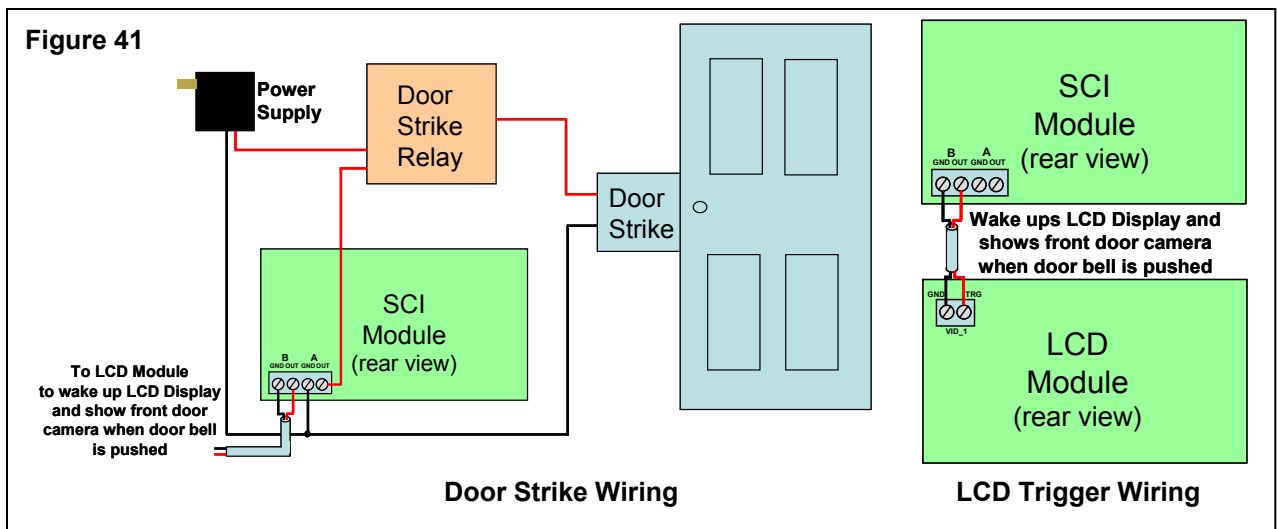 Figure 41
Power
Supply
Door
Strike
Relay
Door
Strike
SCI
Module
(rear view)
B A
GND OUT GND OUT
To LCD Module
to wake up LCD Display
and show front door
camera when door bell
is pushed
Door Strike Wiring
SCI
Module
(rear view)
B A
GND OUT GND OUT
Wake ups LCD Display and
shows front door camera
when door bell is pushed
GND TRG
VID_1
LCD
Module
(rear view)
LCD Trigger Wiring